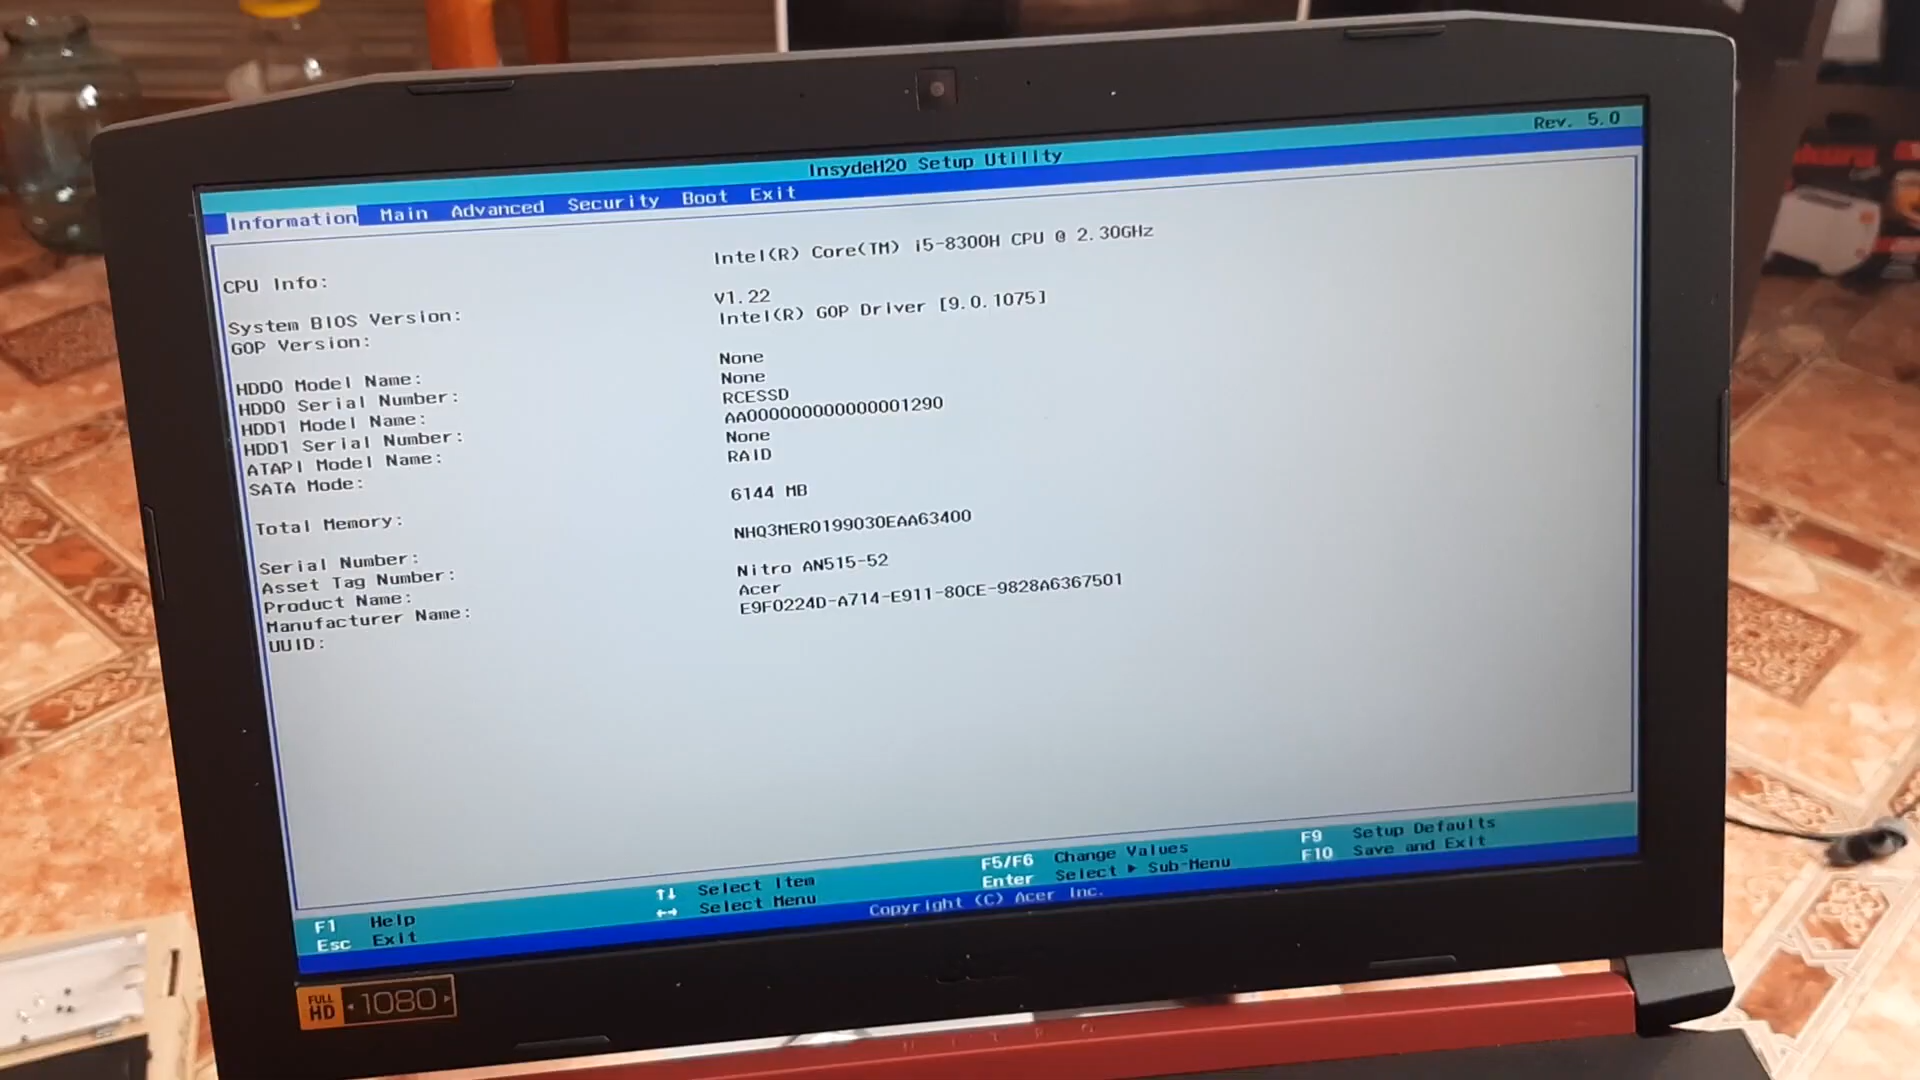 InsydeH20 Setup Utility
Rev. 5.0
Information Main Advanced Security Boot Exit
CPU Info: Intel(R) Core(TM) i5-8300H CPU @ 2.30GHz
System BIOS Version: V1.22
GOP Version: Intel(R) GOP Driver [9.0.1075]
HDD0 Model Name: None
HDD0 Serial Number: None
HDD1 Model Name: RCESSD
HDD1 Serial Number: AA000000000000001290
ATAPI Model Name: None
SATA Mode: RAID
Total Memory: 6144 MB
Serial Number: NHQ3MER0199030EAA63400
Asset Tag Number:
Product Name: Nitro AN515-52
Manufacturer Name: Acer
UUID: E9F0224D-A714-E911-80CE-9828A6367501
F1 Help ↑↓ Select Item F5/F6 Change Values F9 Setup Defaults
Esc Exit ↔ Select Menu Enter Select ▸ Sub-Menu F10 Save and Exit
Copyright (C) Acer Inc.
FULL HD 1080